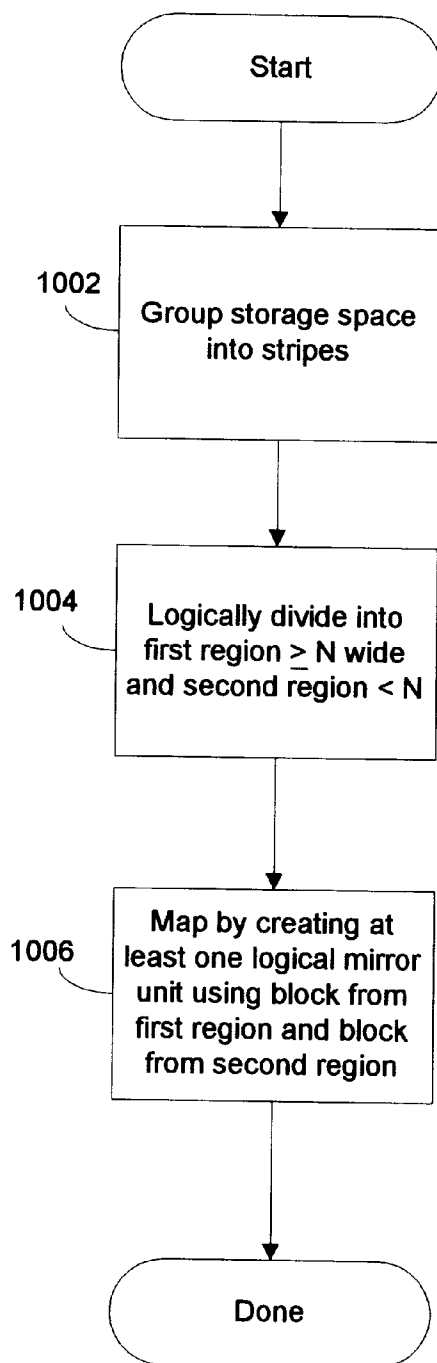 Start
1002
Group storage space
into stripes
1004
Logically divide into
first region ≥ N wide
and second region < N
1006
Map by creating at
least one logical mirror
unit using block from
first region and block
from second region
Done